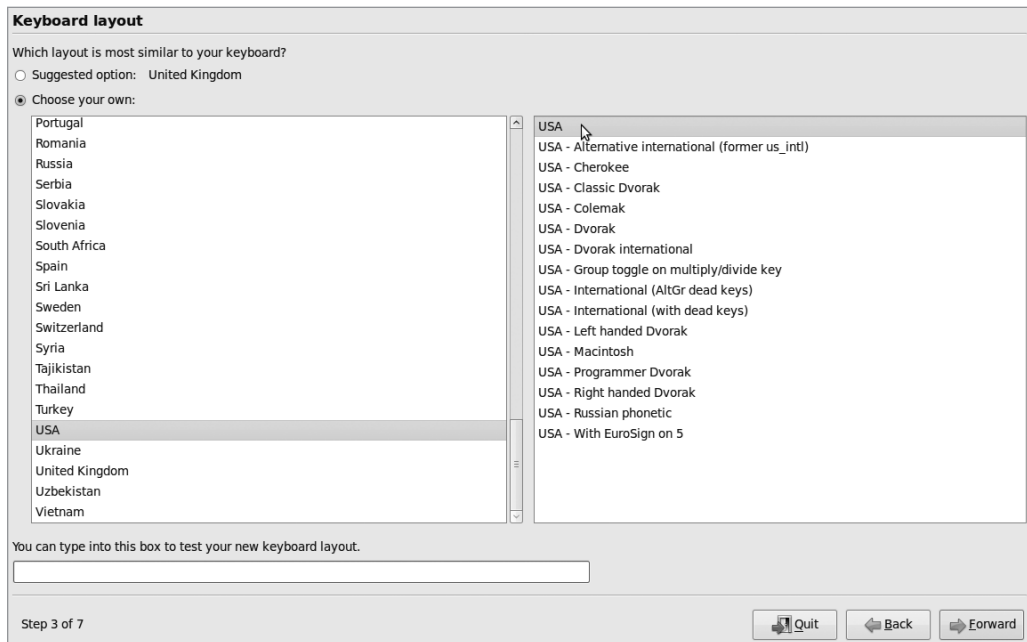 Keyboard layout
Which layout is most similar to your keyboard?
Suggested option: United Kingdom
Choose your own:
Portugal
Romania
Russia
Serbia
Slovakia
Slovenia
South Africa
Spain
Sri Lanka
Sweden
Switzerland
Syria
Tajikistan
Thailand
Turkey
USA
Ukraine
United Kingdom
Uzbekistan
Vietnam
USA
USA - Alternative international (former us_intl)
USA - Cherokee
USA - Classic Dvorak
USA - Colemak
USA - Dvorak
USA - Dvorak international
USA - Group toggle on multiply/divide key
USA - International (AltGr dead keys)
USA - International (with dead keys)
USA - Left handed Dvorak
USA - Macintosh
USA - Programmer Dvorak
USA - Right handed Dvorak
USA - Russian phonetic
USA - With EuroSign on 5
You can type into this box to test your new keyboard layout.
Step 3 of 7
Quit
Back
Forward